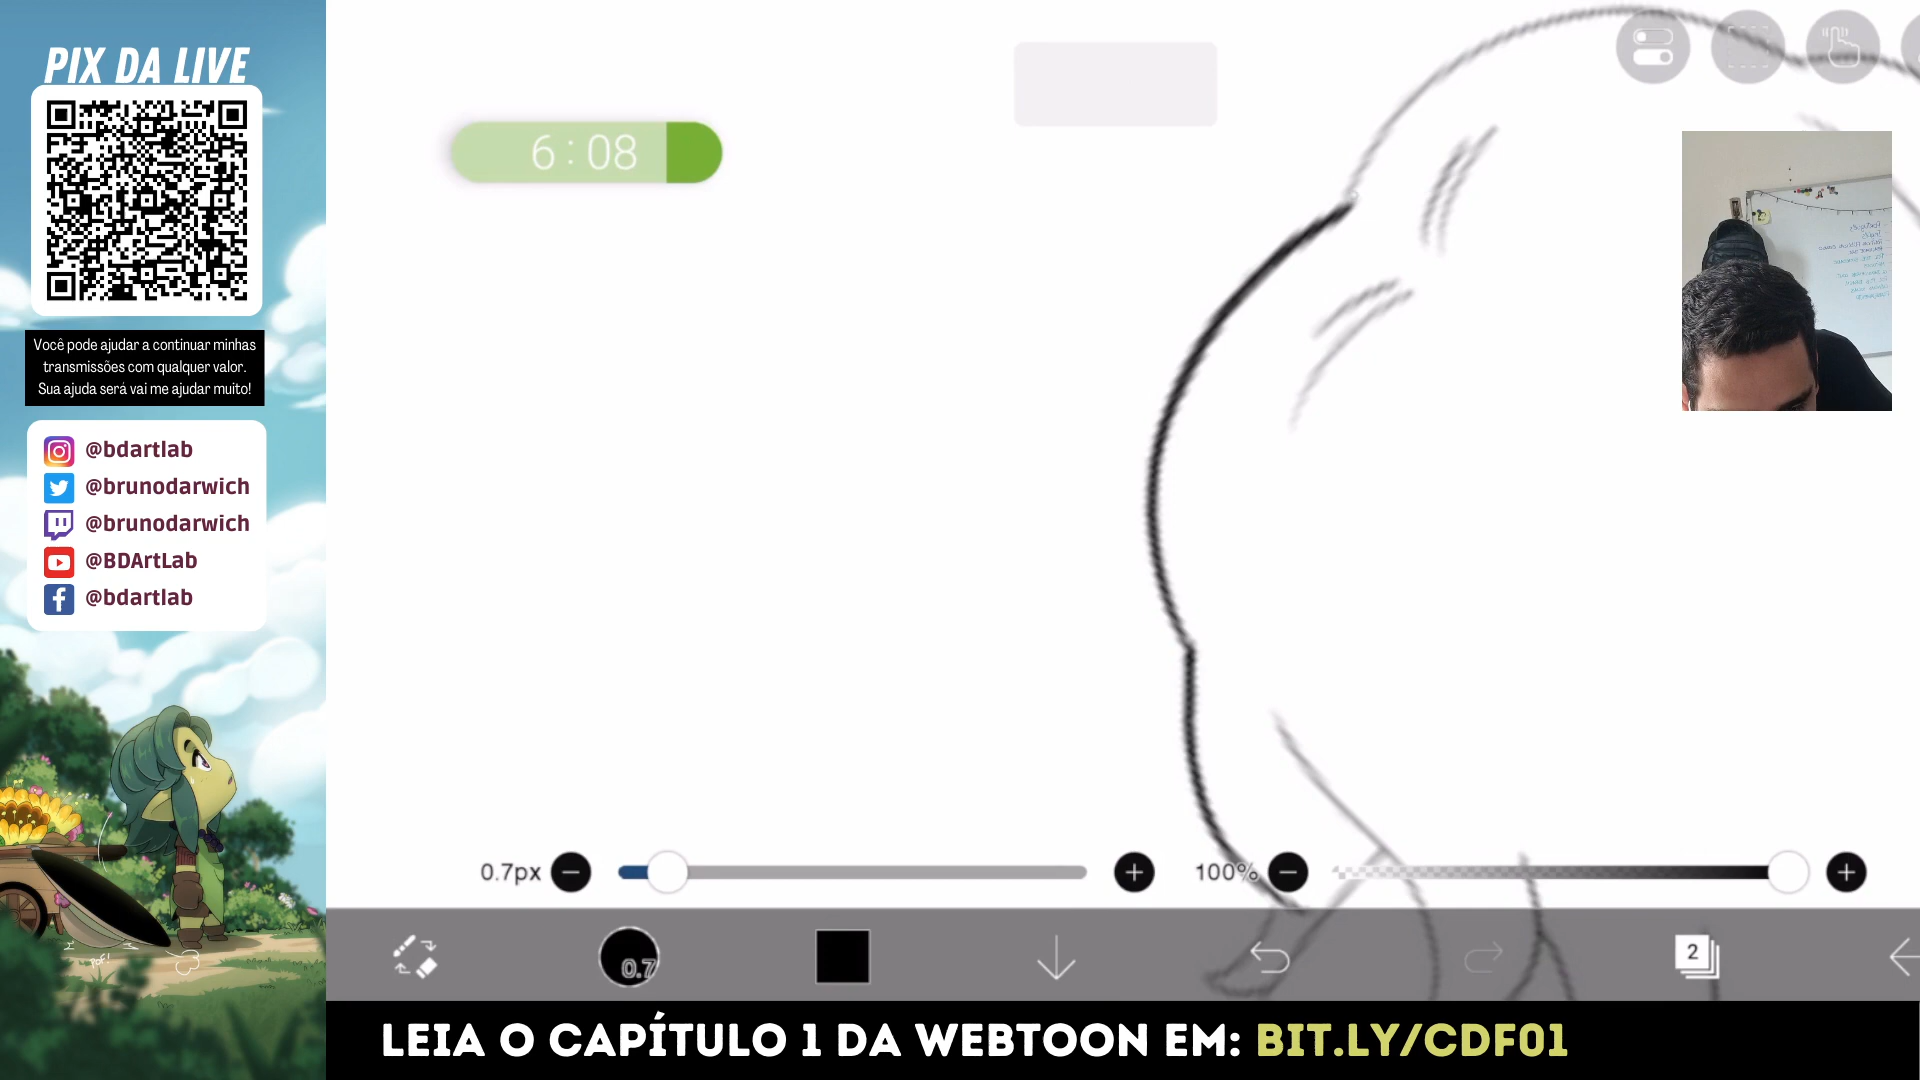 PIX DA LIVE
Você pode ajudar a continuar minhas
transmissões com qualquer valor.
Sua ajuda será vai me ajudar muito!
@bdartlab
@brunodarwich
@brunodarwich
@BDArtLab
@bdartlab
POF!
6:08
0.7px
100%
0.7
2
LEIA O CAPÍTULO 1 DA WEBTOON EM: BIT.LY/CDF01